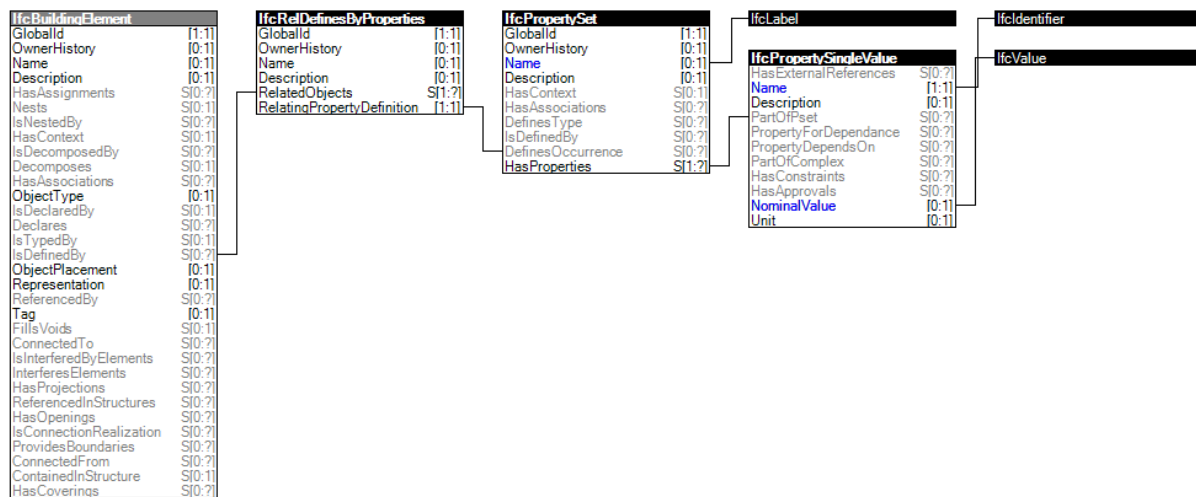 IfcBuildingElement
GlobalId [1:1]
OwnerHistory [0:1]
Name [0:1]
Description [0:1]
HasAssignments S[0:?]
Nests S[0:1]
IsNestedBy S[0:?]
HasContext S[0:1]
IsDecomposedBy S[0:?]
Decomposes S[0:1]
HasAssociations S[0:?]
ObjectType [0:1]
IsDeclaredBy S[0:1]
Declares S[0:?]
IsTypedBy S[0:1]
IsDefinedBy S[0:?]
ObjectPlacement [0:1]
Representation [0:1]
ReferencedBy S[0:?]
Tag [0:1]
FillsVoids S[0:1]
ConnectedTo S[0:?]
IsInterferedByElements S[0:?]
InterferesElements S[0:?]
HasProjections S[0:?]
ReferencedInStructures S[0:?]
HasOpenings S[0:?]
IsConnectionRealization S[0:?]
ProvidesBoundaries S[0:?]
ConnectedFrom S[0:?]
ContainedInStructure S[0:1]
HasCoverings S[0:?]
IfcRelDefinesByProperties
GlobalId [1:1]
OwnerHistory [0:1]
Name [0:1]
Description [0:1]
RelatedObjects S[1:?]
RelatingPropertyDefinition [1:1]
IfcPropertySet
GlobalId [1:1]
OwnerHistory [0:1]
Name [0:1]
Description [0:1]
HasContext S[0:1]
HasAssociations S[0:?]
DefinesType S[0:?]
IsDefinedBy S[0:?]
DefinesOccurrence S[0:?]
HasProperties S[1:?]
IfcLabel
IfcPropertySingleValue
HasExternalReferences S[0:?]
Name [1:1]
Description [0:1]
PartOfPset S[0:?]
PropertyForDependance S[0:?]
PropertyDependsOn S[0:?]
PartOfComplex S[0:?]
HasConstraints S[0:?]
HasApprovals S[0:?]
NominalValue [0:1]
Unit [0:1]
IfcIdentifier
IfcValue